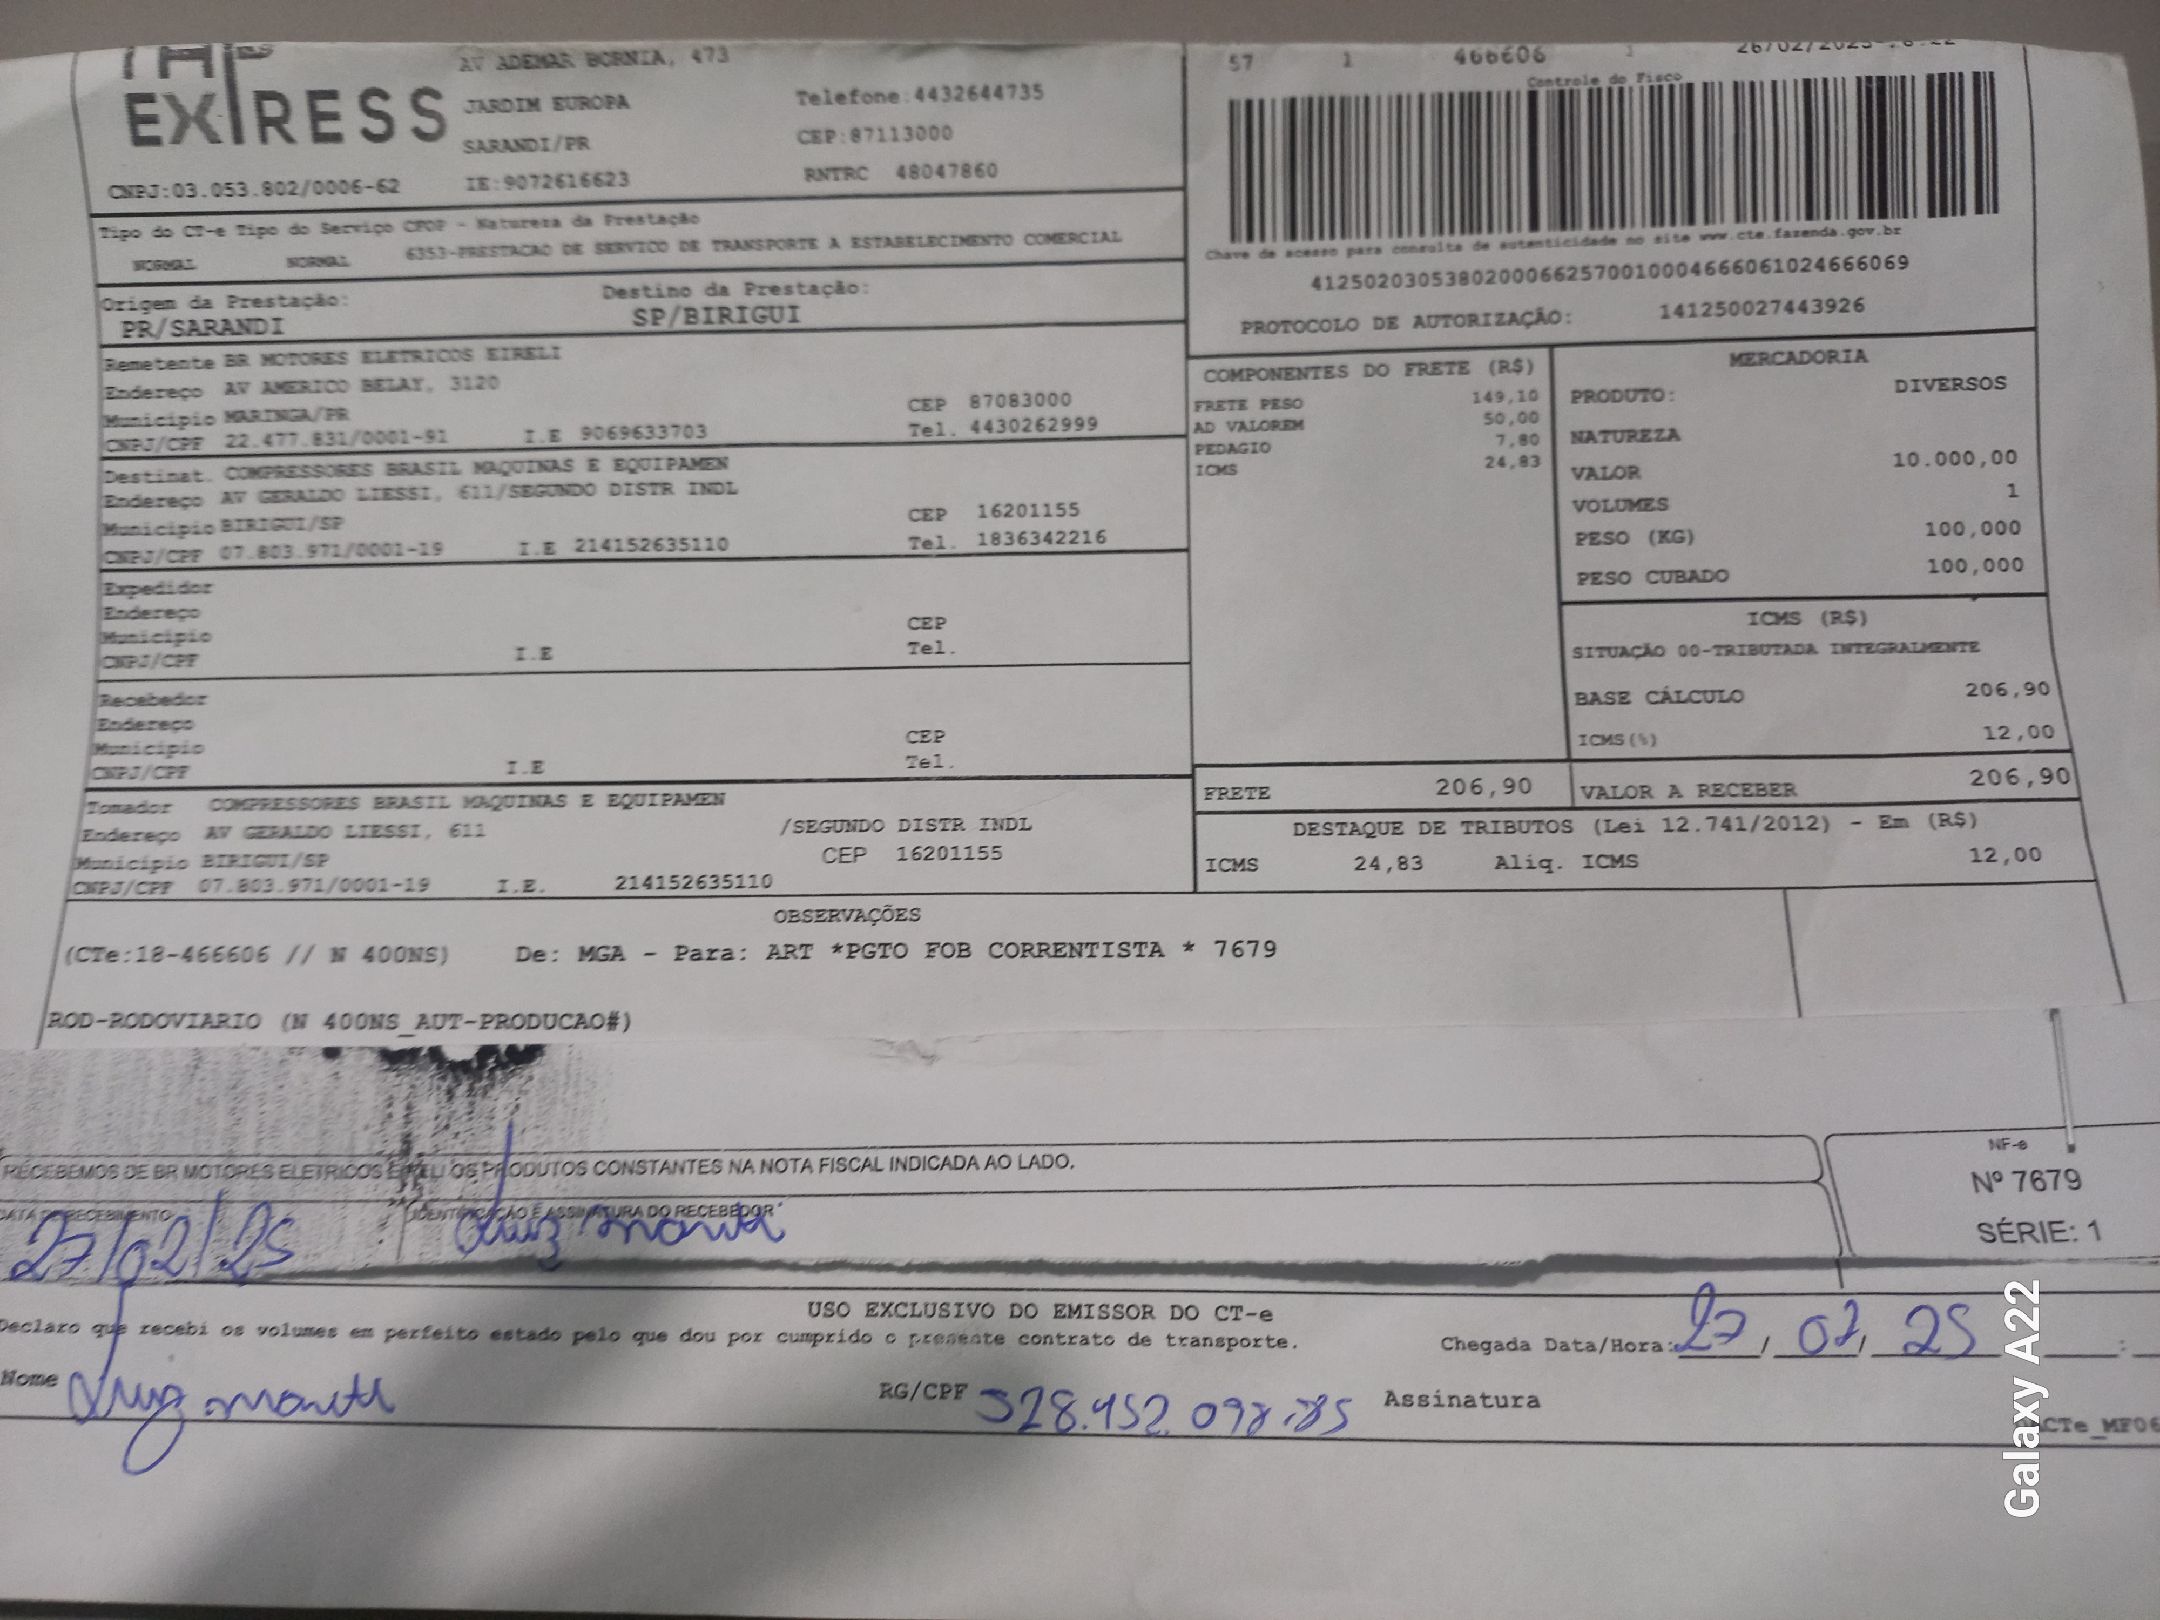 EXPRESS
AV ADEMAR BORNIA, 473
JARDIM EUROPA
Telefone:4432644735
SARANDI/PR
CEP:87113000
CNPJ:03.053.802/0006-62
IE:9072616623
RNTRC 48047860
57 1 466606 1 26/02/2025
Controle do Fisco
Chave de acesso para consulta de autenticidade no site www.cte.fazenda.gov.br
41250203053802000662570010004666061024666069
PROTOCOLO DE AUTORIZAÇÃO: 141250027443926
Tipo do CT-e Tipo do Serviço CFOP - Natureza da Prestação
NORMAL NORMAL 6353-PRESTACAO DE SERVICO DE TRANSPORTE A ESTABELECIMENTO COMERCIAL
Origem da Prestação: Destino da Prestação:
PR/SARANDI SP/BIRIGUI
Remetente BR MOTORES ELETRICOS EIRELI
Endereço AV AMERICO BELAY, 3120
Município MARINGA/PR CEP 87083000
CNPJ/CPF 22.477.831/0001-91 I.E 9069633703 Tel. 4430262999
Destinat. COMPRESSORES BRASIL MAQUINAS E EQUIPAMEN
Endereço AV GERALDO LIESSI, 611/SEGUNDO DISTR INDL
Município BIRIGUI/SP CEP 16201155
CNPJ/CPF 07.803.971/0001-19 I.E 214152635110 Tel. 1836342216
Expedidor
Endereço
Município CEP
CNPJ/CPF I.E Tel.
Recebedor
Endereço
Município CEP
CNPJ/CPF I.E Tel.
Tomador COMPRESSORES BRASIL MAQUINAS E EQUIPAMEN
Endereço AV GERALDO LIESSI, 611 /SEGUNDO DISTR INDL
Município BIRIGUI/SP CEP 16201155
CNPJ/CPF 07.803.971/0001-19 I.E. 214152635110
COMPONENTES DO FRETE (R$)
FRETE PESO 149,10
AD VALOREM 50,00
PEDAGIO 7,80
ICMS 24,83
MERCADORIA
PRODUTO: DIVERSOS
NATUREZA
VALOR 10.000,00
VOLUMES 1
PESO (KG) 100,000
PESO CUBADO 100,000
ICMS (R$)
SITUAÇÃO 00-TRIBUTADA INTEGRALMENTE
BASE CÁLCULO 206,90
ICMS(%) 12,00
FRETE 206,90 VALOR A RECEBER 206,90
DESTAQUE DE TRIBUTOS (Lei 12.741/2012) - Em (R$)
ICMS 24,83 Aliq. ICMS 12,00
OBSERVAÇÕES
(CTe:18-466606 // N 400NS) De: MGA - Para: ART *PGTO FOB CORRENTISTA * 7679
ROD-RODOVIARIO (N 400NS_AUT-PRODUCAO#)
RECEBEMOS DE BR MOTORES ELETRICOS EIRELI OS PRODUTOS CONSTANTES NA NOTA FISCAL INDICADA AO LADO.
DATA DE RECEBIMENTO IDENTIFICAÇÃO E ASSINATURA DO RECEBEDOR
27/02/25 Luiz
NF-e
Nº 7679
SÉRIE: 1
USO EXCLUSIVO DO EMISSOR DO CT-e
Declaro que recebi os volumes em perfeito estado pelo que dou por cumprido o presente contrato de transporte.
Chegada Data/Hora: 27 / 02 / 25 :
Nome Luiz RG/CPF Assinatura
CTe_MF06
Galaxy A22